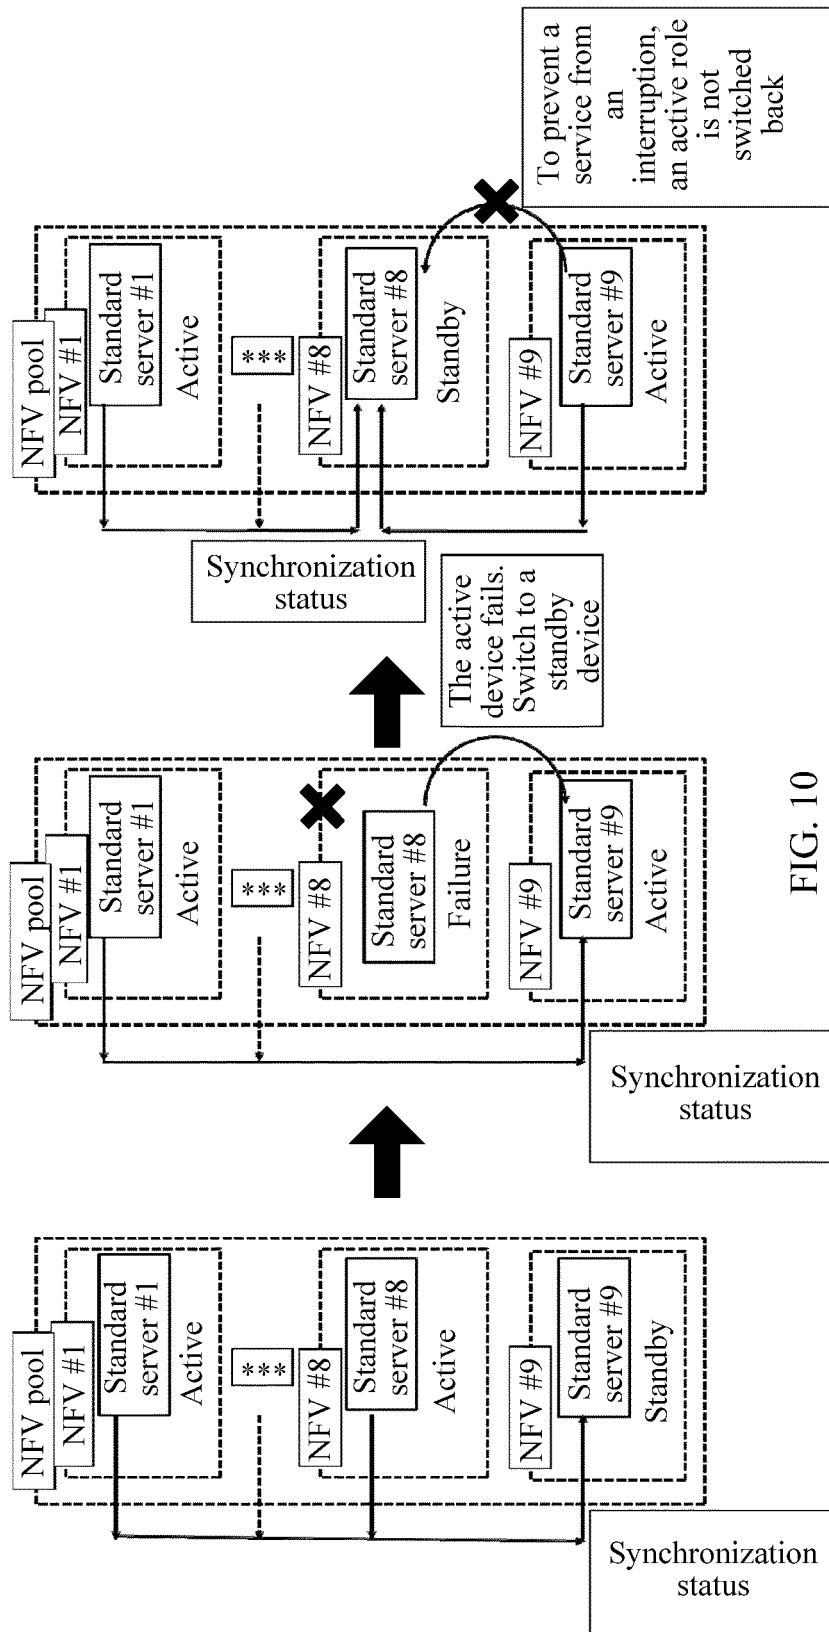 NFV pool
NFV #1
Standard
server #1
Active
***
NFV #8
Standard
server #8
Active
NFV #9
Standard
server #9
Standby
Synchronization
status
NFV pool
NFV #1
Standard
server #1
Active
***
NFV #8
Standard
server #8
Failure
NFV #9
Standard
server #9
Active
Synchronization
status
The active
device fails.
Switch to a
standby
device
NFV pool
NFV #1
Standard
server #1
Active
***
NFV #8
Standard
server #8
Standby
NFV #9
Standard
server #9
Active
Synchronization
status
To prevent a
service from
an
interruption,
an active role
is not
switched
back
FIG. 10